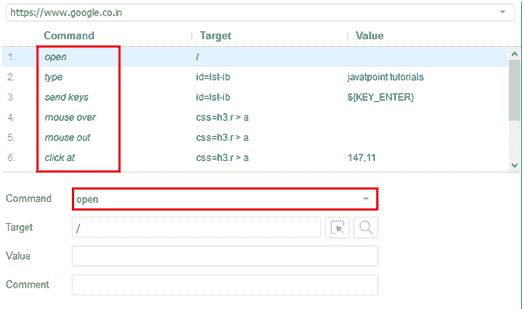 https://www.google.co.in
Command Target Value
1. open /
2. type id=lst-ib javatpoint tutorials
3. send keys id=lst-ib ${KEY_ENTER}
4. mouse over css=h3.r > a
5. mouse out css=h3.r > a
6. click at css=h3.r > a 147,11
Command open
Target /
Value
Comment